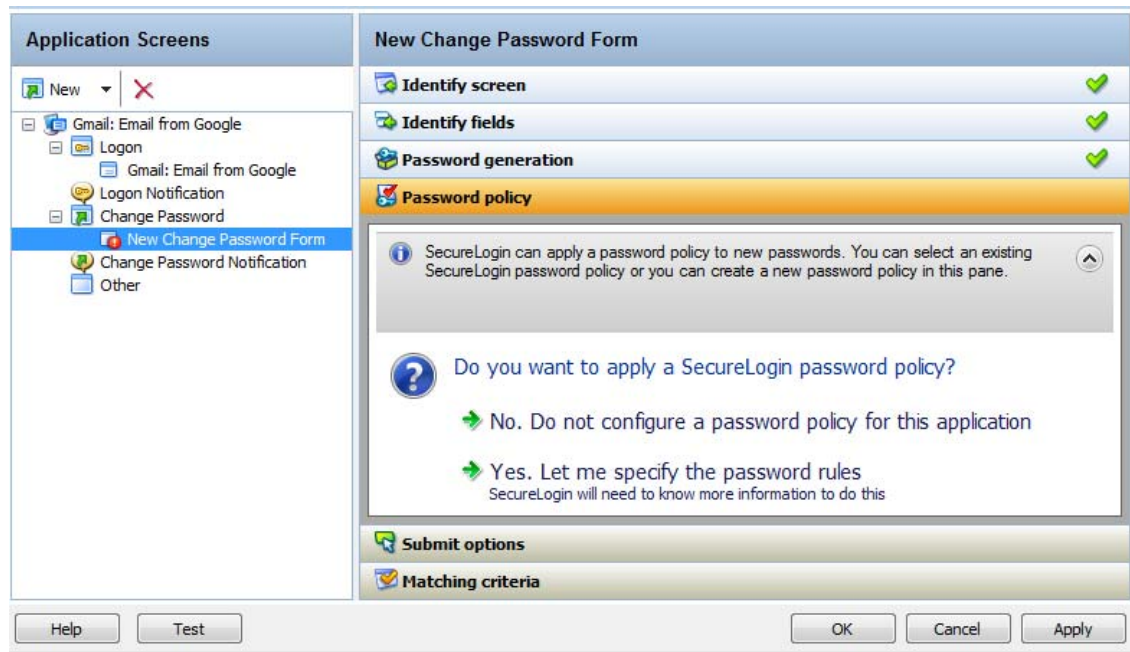 Application Screens
New
Gmail: Email from Google
Logon
Gmail: Email from Google
Logon Notification
Change Password
New Change Password Form
Change Password Notification
Other
New Change Password Form
Identify screen
Identify fields
Password generation
Password policy
SecureLogin can apply a password policy to new passwords. You can select an existing
SecureLogin password policy or you can create a new password policy in this pane.
Do you want to apply a SecureLogin password policy?
No. Do not configure a password policy for this application
Yes. Let me specify the password rules
SecureLogin will need to know more information to do this
Submit options
Matching criteria
Help
Test
OK
Cancel
Apply